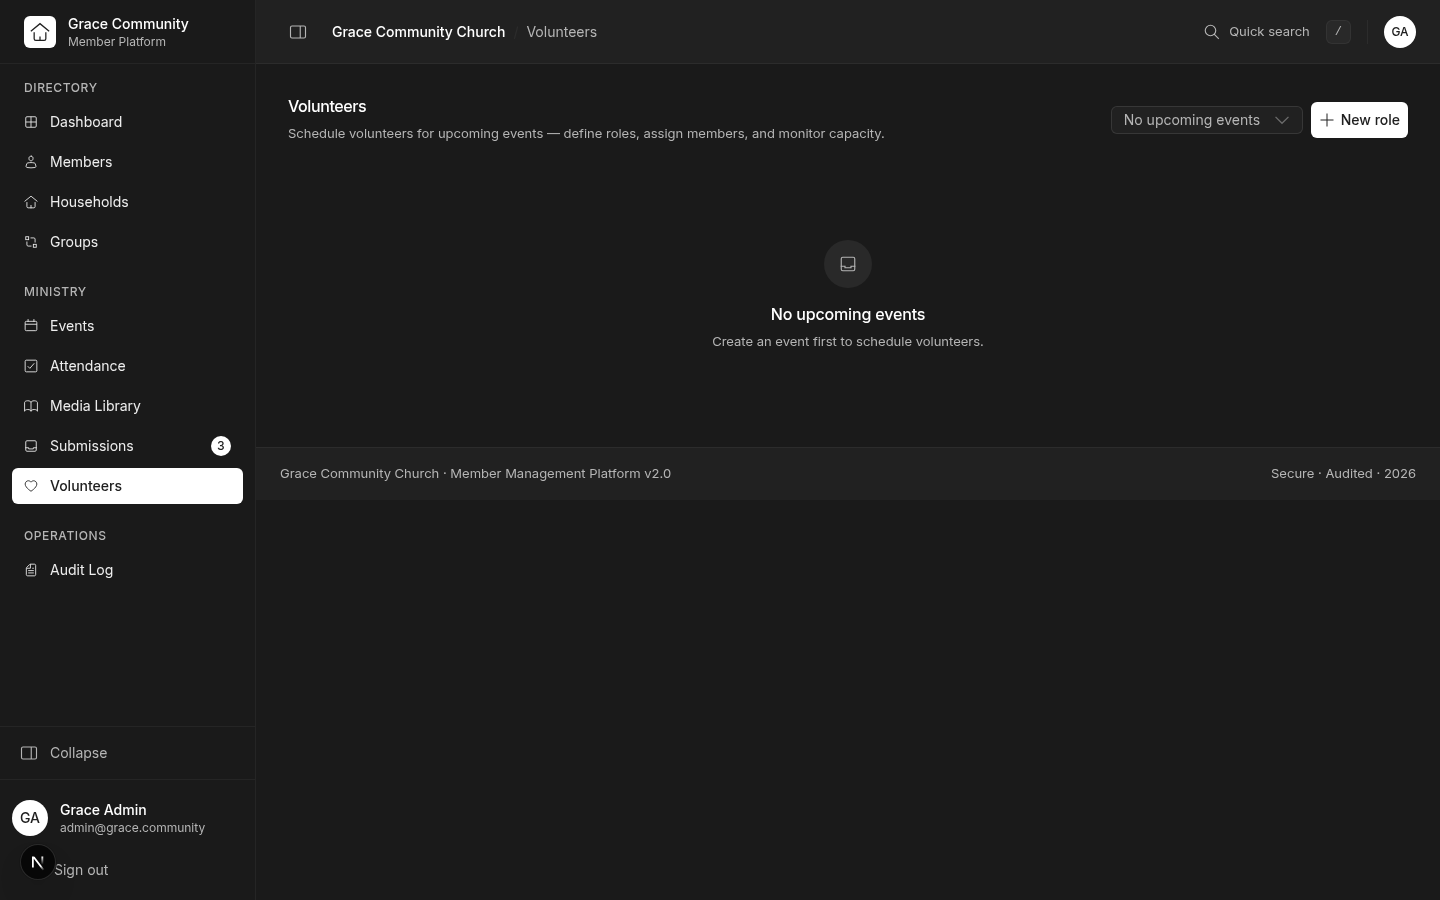 Grace Community
Member Platform
DIRECTORY
Dashboard
Members
Households
Groups
MINISTRY
Events
Attendance
Media Library
Submissions 3
Volunteers
OPERATIONS
Audit Log
Collapse
GA Grace Admin
admin@grace.community
N Sign out
Grace Community Church / Volunteers
Quick search / GA
Volunteers
Schedule volunteers for upcoming events — define roles, assign members, and monitor capacity.
No upcoming events
New role
No upcoming events
Create an event first to schedule volunteers.
Grace Community Church · Member Management Platform v2.0
Secure · Audited · 2026